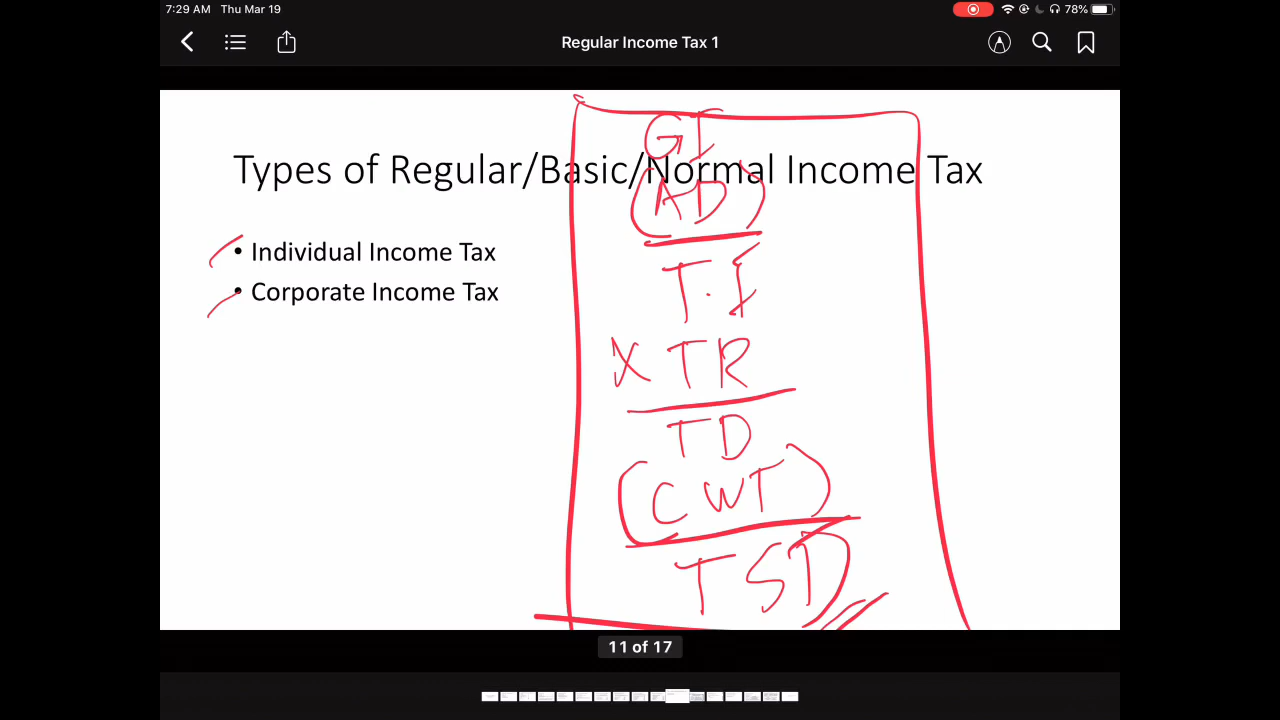 7:29 AM Thu Mar 19
78%
Regular Income Tax 1
Types of Regular/Basic/Normal Income Tax
• Individual Income Tax
• Corporate Income Tax
GI
(AD)
T.I
X TR
TD
(CWT)
TSD
11 of 17